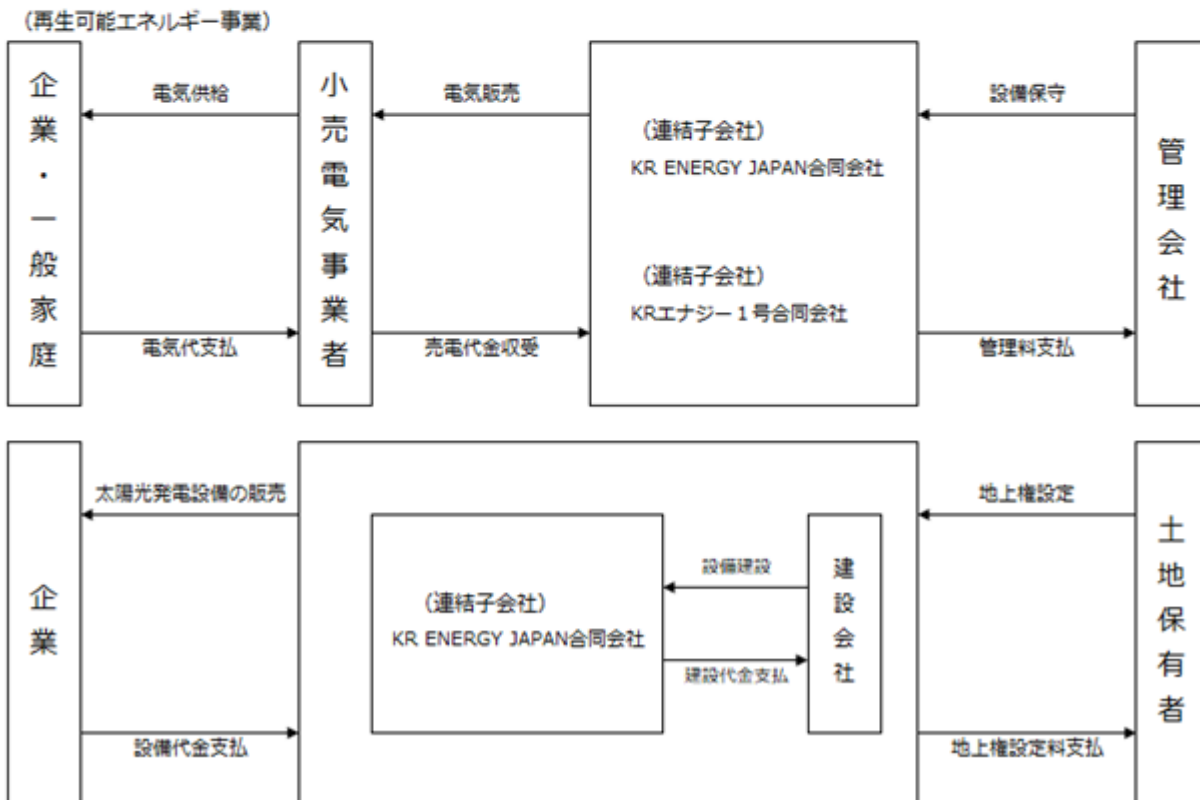 (再生可能エネルギー事業)
企業・一般家庭
電気供給
電気代支払
小売電気事業者
電気販売
売電代金収受
(連結子会社)
KR ENERGY JAPAN合同会社
(連結子会社)
KRエナジー1号合同会社
設備保守
管理料支払
管理会社
企業
太陽光発電設備の販売
設備代金支払
(連結子会社)
KR ENERGY JAPAN合同会社
設備建設
建設代金支払
建設会社
地上権設定
地上権設定料支払
土地保有者